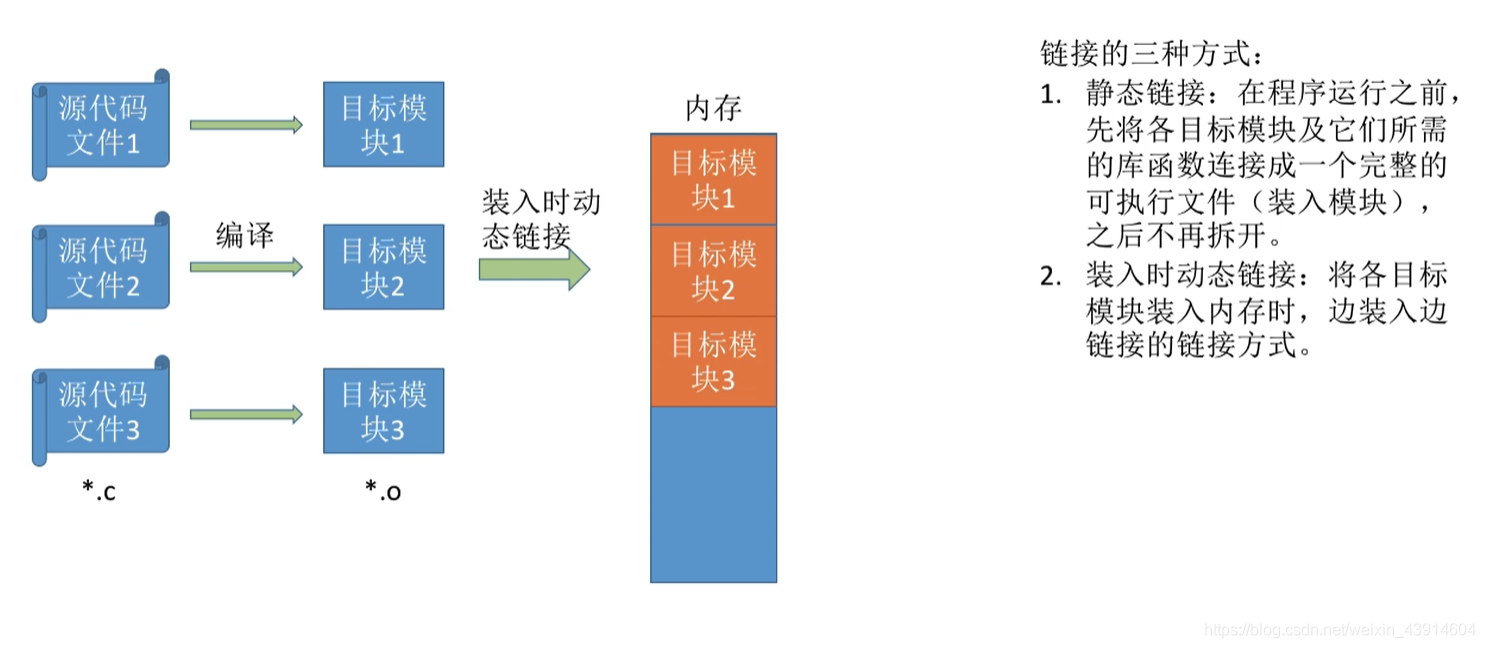 源代码
文件1
目标模
块1
源代码
文件2
编译
目标模
块2
装入时动
态链接
源代码
文件3
目标模
块3
*.c
*.o
内存
目标模
块1
目标模
块2
目标模
块3
链接的三种方式：
1. 静态链接：在程序运行之前，
先将各目标模块及它们所需
的库函数连接成一个完整的
可执行文件（装入模块），
之后不再拆开。
2. 装入时动态链接：将各目标
模块装入内存时，边装入边
链接的链接方式。
https://blog.csdn.net/weixin_43914604